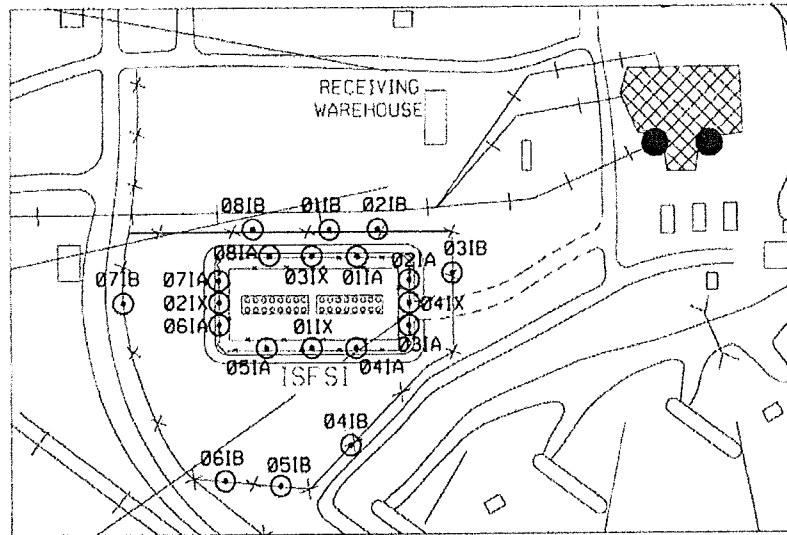 RECEIVING
WAREHOUSE
08IB
01IB
02IB
08IA
03IX
01IA
02IA
03IB
07IB
07IA
02IX
04IX
06IA
01IX
03IA
05IA
04IA
ISFSI
04IB
06IB
05IB